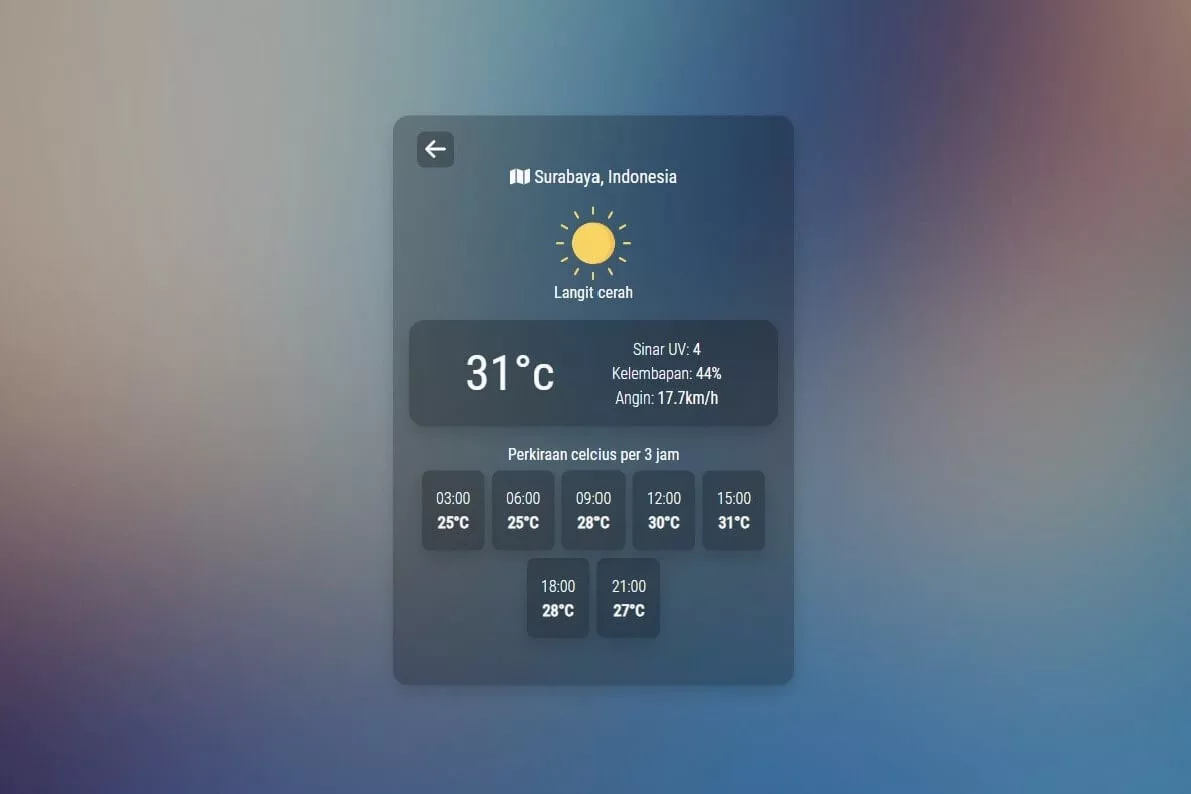 Surabaya, Indonesia
Langit cerah
31°c
Sinar UV: 4
Kelembapan: 44%
Angin: 17.7km/h
Perkiraan celcius per 3 jam
03:00 06:00 09:00 12:00 15:00
25°C 25°C 28°C 30°C 31°C
18:00 21:00
28°C 27°C